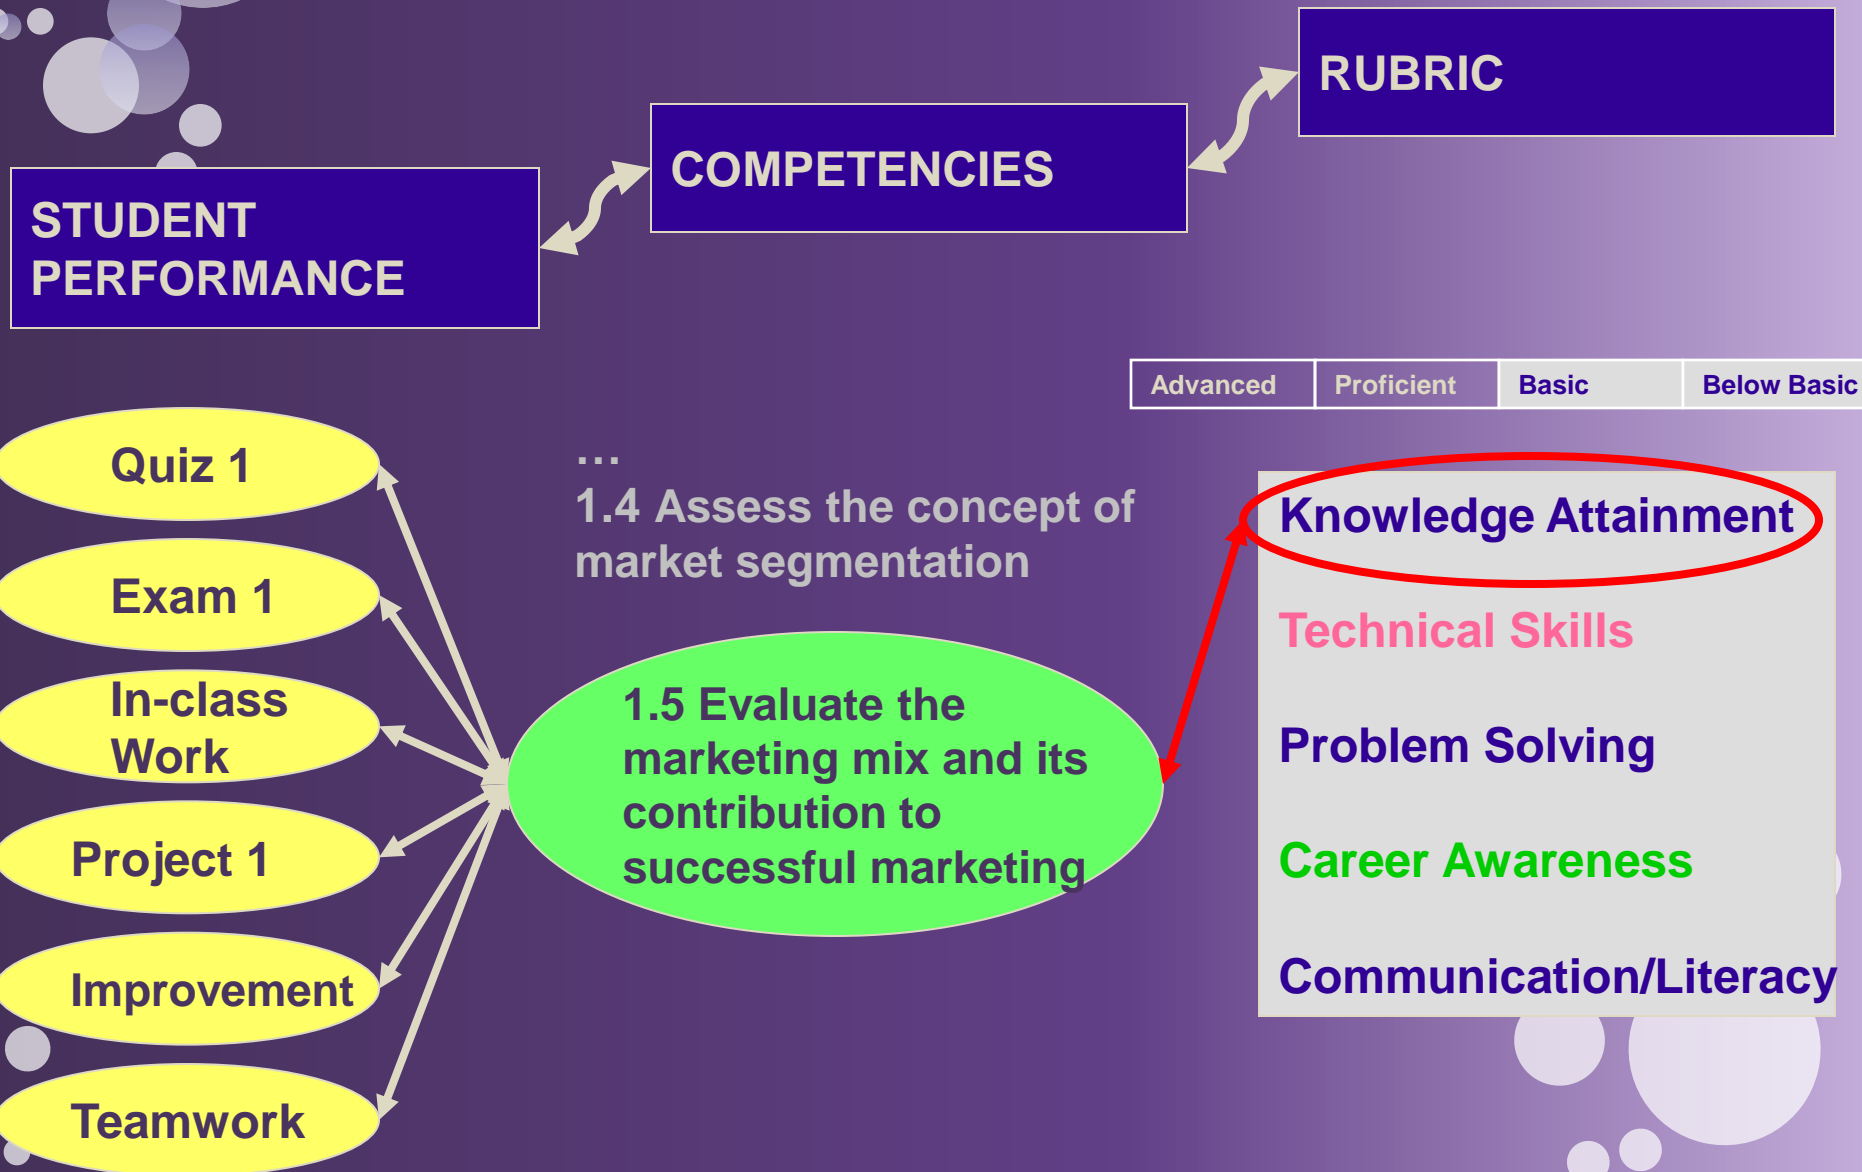 RUBRIC
COMPETENCIES
STUDENT
PERFORMANCE
Advanced
Proficient
Basic
Below Basic
Quiz 1
Exam 1
In-class
Work
Project 1
Improvement
Teamwork
…
1.4 Assess the concept of
market segmentation
1.5 Evaluate the
marketing mix and its
contribution to
successful marketing
Knowledge Attainment
Technical Skills
Problem Solving
Career Awareness
Communication/Literacy